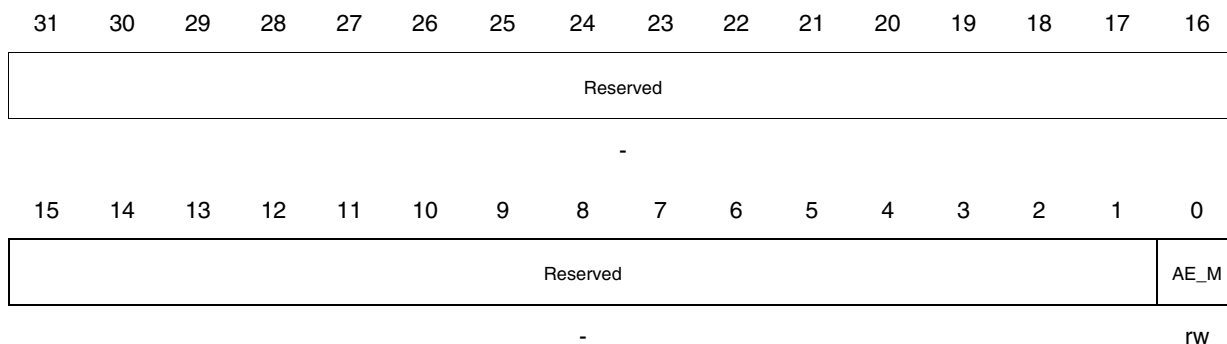 31 30 29 28 27 26 25 24 23 22 21 20 19 18 17 16
Reserved
-
15 14 13 12 11 10 9 8 7 6 5 4 3 2 1 0
Reserved AE_M
- rw